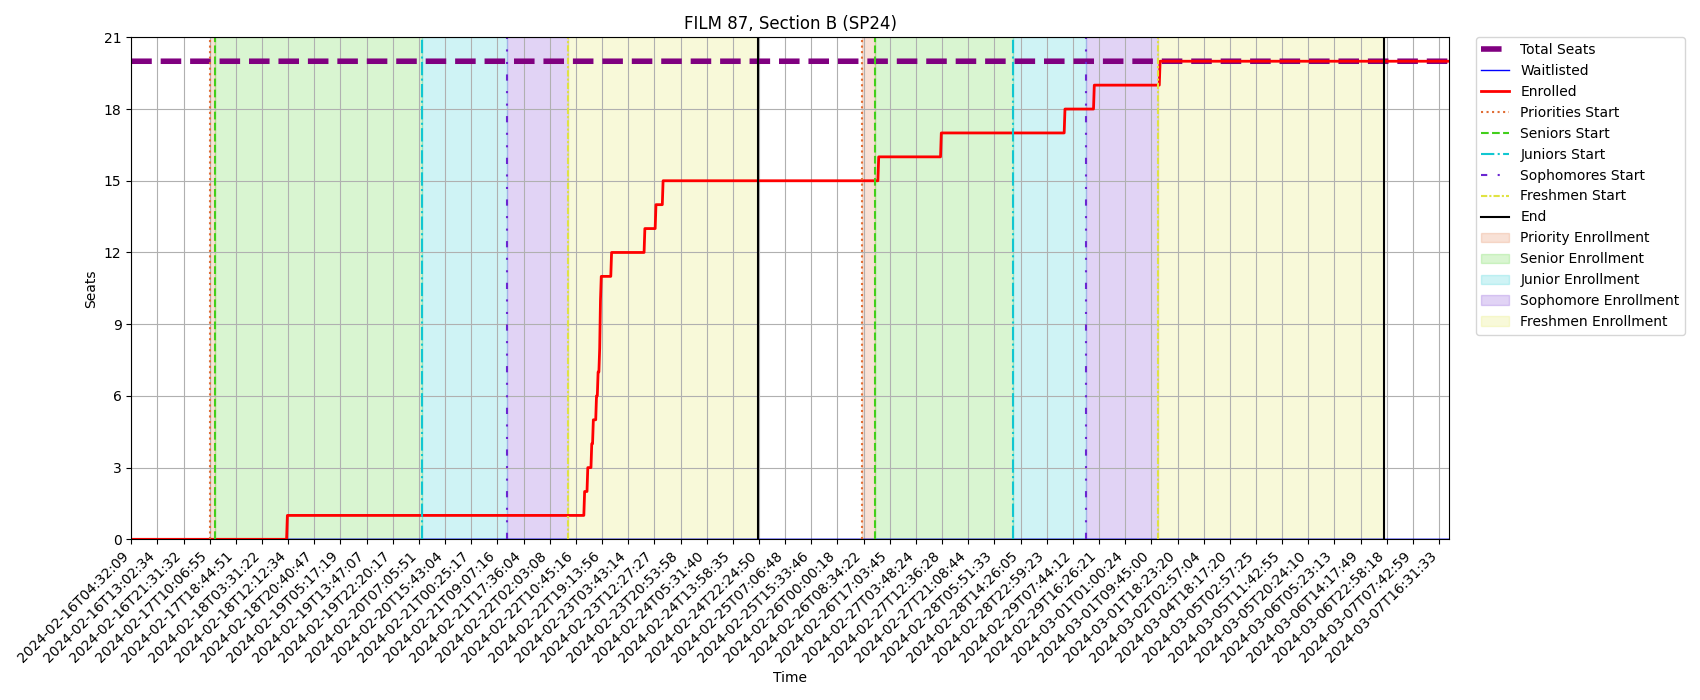 FILM 87, Section B (SP24)
21
18
15
12
9
6
3
0
Seats
2024-02-16T04:32:09
2024-02-16T13:02:34
2024-02-16T21:31:32
2024-02-17T10:06:55
2024-02-17T18:44:51
2024-02-18T03:31:22
2024-02-18T12:12:34
2024-02-18T20:40:47
2024-02-19T05:17:19
2024-02-19T13:47:07
2024-02-19T22:20:17
2024-02-20T07:05:51
2024-02-20T15:43:04
2024-02-21T00:25:17
2024-02-21T09:07:16
2024-02-21T17:36:04
2024-02-22T02:03:08
2024-02-22T10:45:16
2024-02-22T19:13:56
2024-02-23T03:43:14
2024-02-23T12:27:27
2024-02-23T20:53:58
2024-02-24T05:31:40
2024-02-24T13:58:35
2024-02-24T22:24:50
2024-02-25T07:06:48
2024-02-25T15:33:46
2024-02-26T00:00:18
2024-02-26T08:34:22
2024-02-26T17:03:45
2024-02-27T03:48:24
2024-02-27T12:36:28
2024-02-27T21:08:44
2024-02-28T05:51:33
2024-02-28T14:26:05
2024-02-28T22:59:23
2024-02-29T07:44:12
2024-02-29T16:26:21
2024-03-01T01:00:24
2024-03-01T09:45:00
2024-03-01T18:23:20
2024-03-02T02:57:04
2024-03-04T18:17:20
2024-03-05T02:57:25
2024-03-05T11:42:55
2024-03-05T20:24:10
2024-03-06T05:23:13
2024-03-06T14:17:49
2024-03-06T22:58:18
2024-03-07T07:42:59
2024-03-07T16:31:33
Time
Total Seats
Waitlisted
Enrolled
Priorities Start
Seniors Start
Juniors Start
Sophomores Start
Freshmen Start
End
Priority Enrollment
Senior Enrollment
Junior Enrollment
Sophomore Enrollment
Freshmen Enrollment